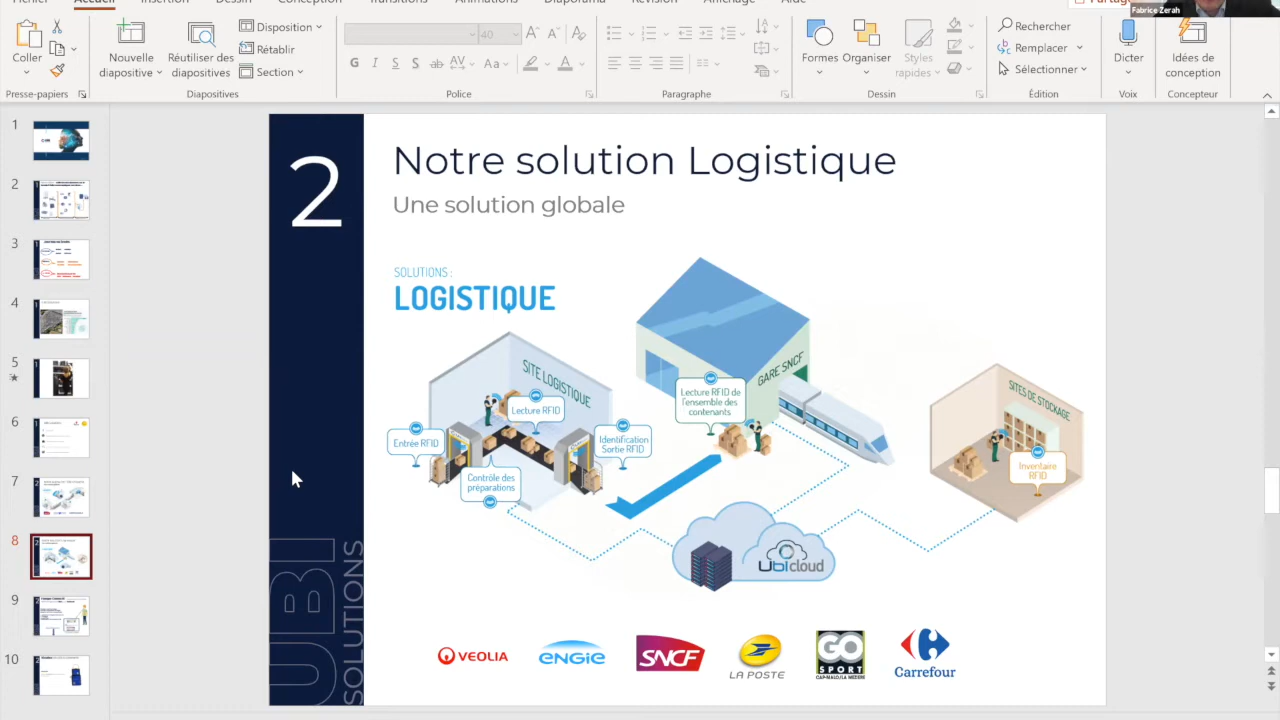 Fichier
Accueil
Insertion
Dessin
Conception
Transitions
Animations
Diaporama
Révision
Affichage
Aide
Partag
Fabrice Zerah
Coller
Presse-papiers
Nouvelle
diapositive
Réutiliser des
diapositives
Disposition
Rétablir
Section
Diapositives
Police
Paragraphe
Formes
Organiser
Styles
rapides
Dessin
Rechercher
Remplacer
Sélectionner
Édition
Dicter
Voix
Idées de
conception
Concepteur
1
2
3
4
5
6
7
8
9
10
2
UBI
SOLUTIONS
Notre solution Logistique
Une solution globale
SOLUTIONS :
LOGISTIQUE
SITE LOGISTIQUE
Entrée RFID
Lecture RFID
Contrôle des
préparations
Identification
Sortie RFID
GARE SNCF
Lecture RFID de
l'ensemble des
contenants
SITES DE STOCKAGE
Inventaire
RFID
Ubicloud
VEOLIA
ENGIE
SNCF
LA POSTE
GO
SPORT
CAP-MALO/LA MEZIERE
Carrefour